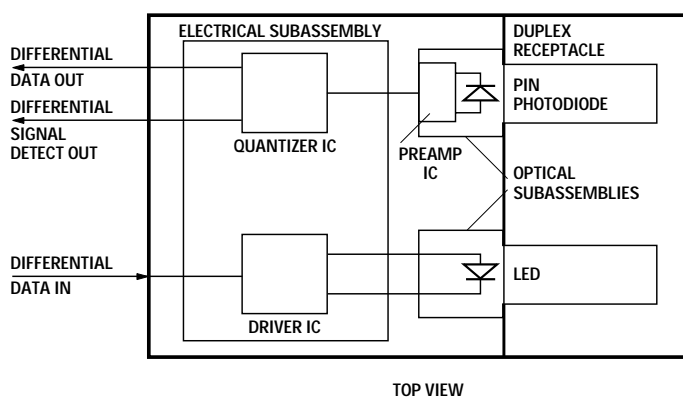 ELECTRICAL SUBASSEMBLY
DUPLEX
RECEPTACLE
DIFFERENTIAL
DATA OUT
DIFFERENTIAL
SIGNAL
DETECT OUT
QUANTIZER IC
PREAMP
IC
PIN
PHOTODIODE
OPTICAL
SUBASSEMBLIES
DIFFERENTIAL
DATA IN
DRIVER IC
LED
TOP VIEW